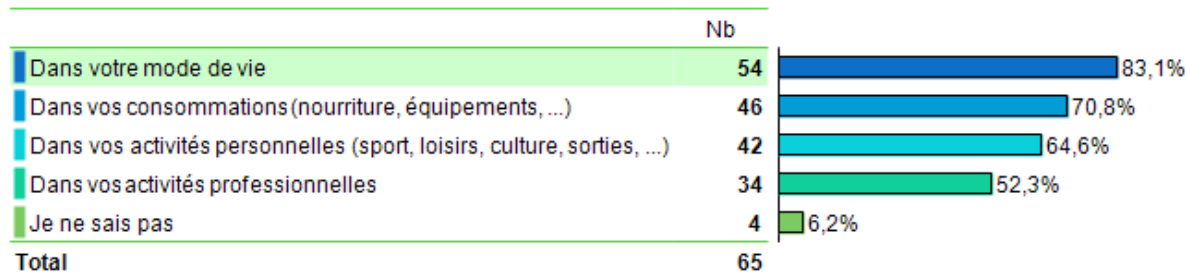 Nb
Dans votre mode de vie 54 83,1%
Dans vos consommations (nourriture, équipements, ...) 46 70,8%
Dans vos activités personnelles (sport, loisirs, culture, sorties, ...) 42 64,6%
Dans vos activités professionnelles 34 52,3%
Je ne sais pas 4 6,2%
Total 65